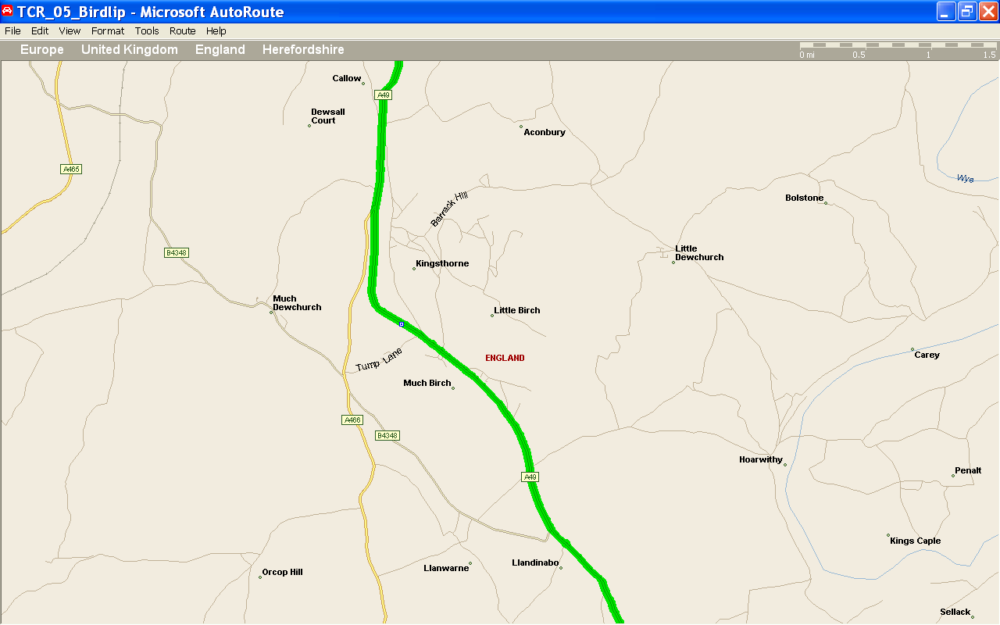 TCR_05_Birdlip - Microsoft AutoRoute
File Edit View Format Tools Route Help
Europe United Kingdom England Herefordshire
0 mi 0.5 1 1.5
Callow
A49
Dewsall
Court
Aconbury
A465
Wye
Barrack Hill
Bolstone
B4348
Little
Dewchurch
Kingsthorne
Much
Dewchurch
Little Birch
Tump Lane
ENGLAND
Carey
Much Birch
A466
B4348
Hoarwithy
A49
Penalt
Kings Caple
Llanwarne
Llandinabo
Orcop Hill
Sellack